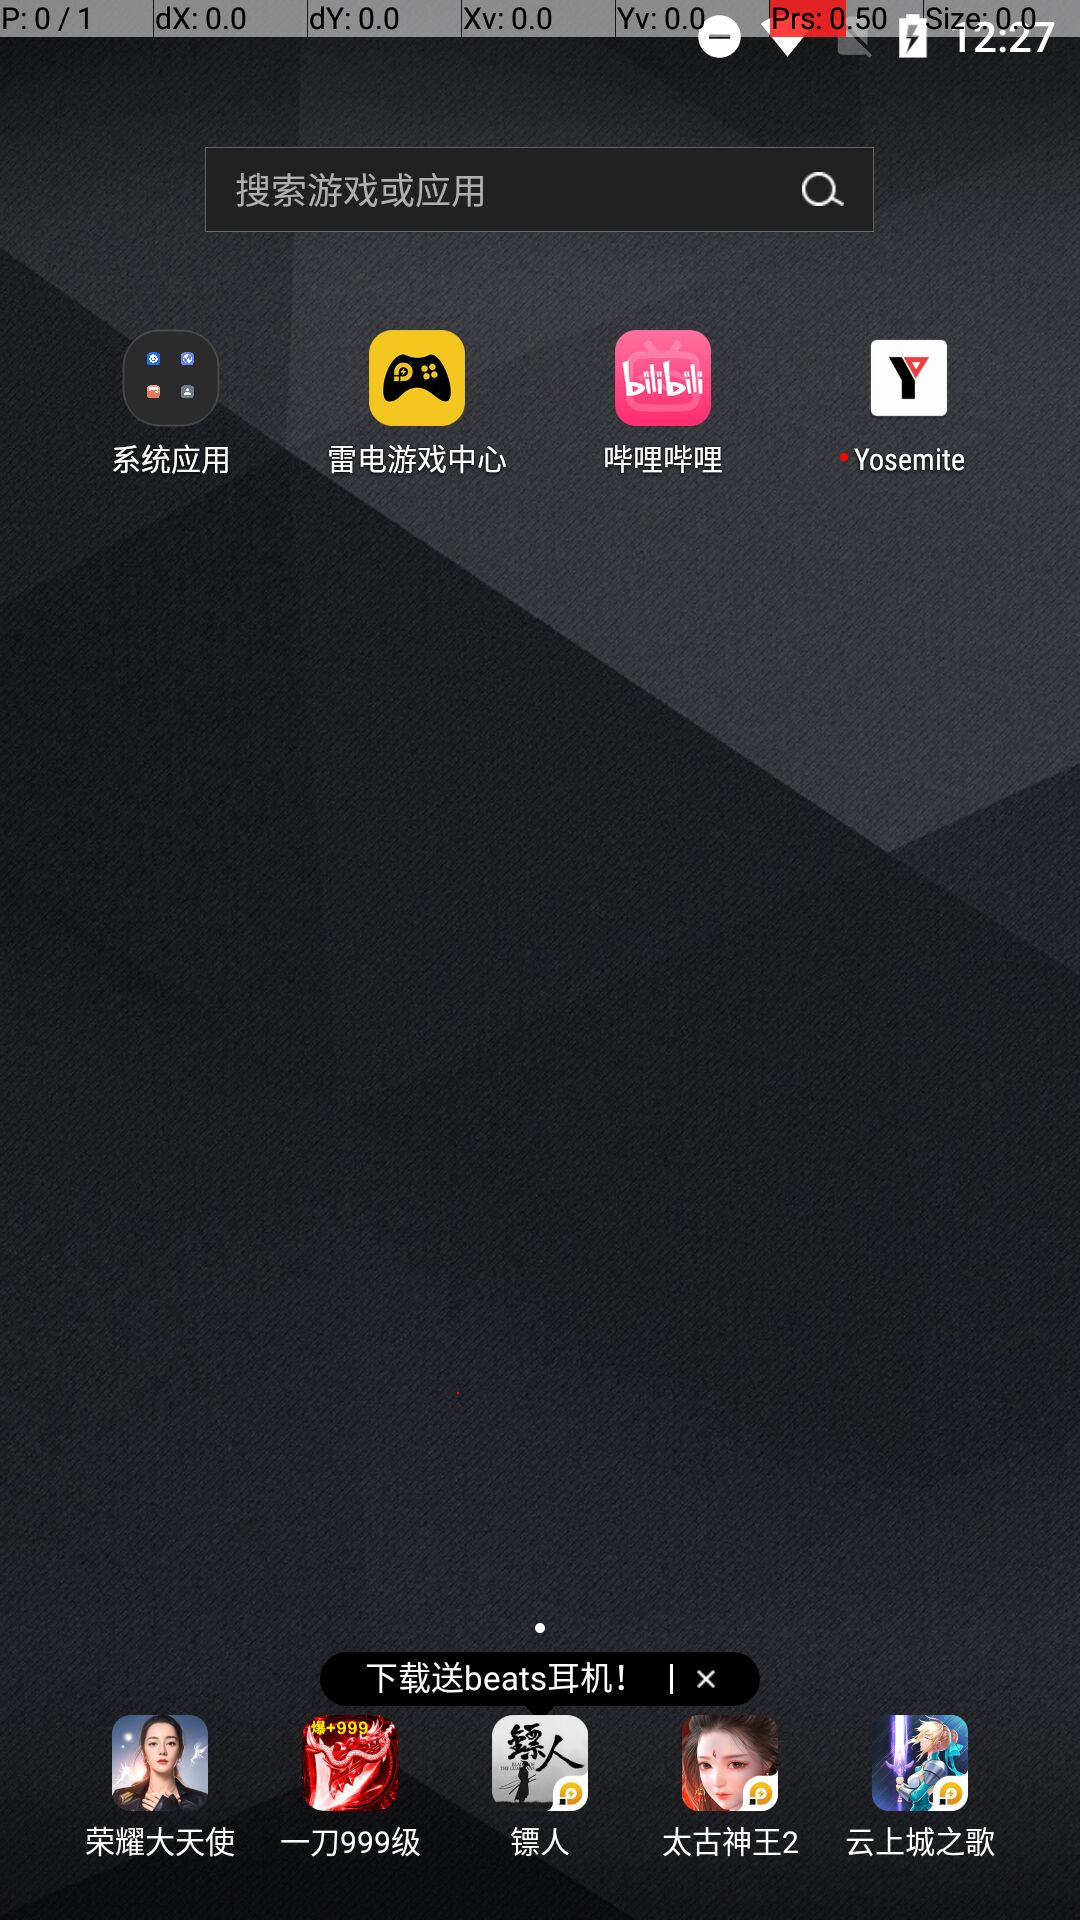 P: 0 / 1 dX: 0.0 dY: 0.0 Xv: 0.0 Yv: 0.0 Prs: 0.50 Size: 0.0
12:27
搜索游戏或应用
bilibili
系统应用 雷电游戏中心 哔哩哔哩 Yosemite
下载送beats耳机！
爆+999
镖人
荣耀大天使 一刀999级 镖人 太古神王2 云上城之歌